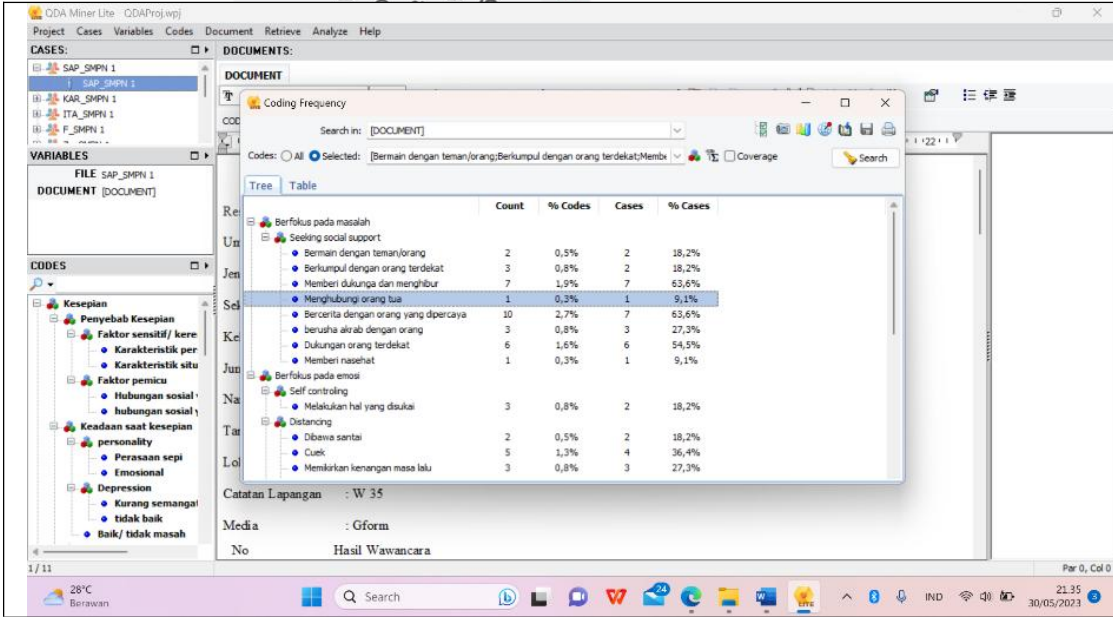 QDA Miner Lite QDAProj.wpj
Project Cases Variables Codes Document Retrieve Analyze Help
CASES:
SAP_SMPN 1
SAP_SMPN 1
KAR_SMPN 1
ITA_SMPN 1
F_SMPN 1
VARIABLES
FILE SAP_SMPN 1
DOCUMENT [DOCUMENT]
CODES
Kesepian
Penyebab Kesepian
Faktor sensitif/ kere
Karakteristik per
Karakteristik situ
Faktor pemicu
Hubungan sosial
hubungan sosial y
Keadaan saat kesepian
personality
Perasaan sepi
Emosional
Depression
Kurang semangat
tidak baik
Baik/ tidak masah
1 / 11
DOCUMENTS:
DOCUMENT
Coding Frequency
Search in: [DOCUMENT]
Codes: All Selected: [Bermain dengan teman/orang;Berkumpul dengan orang terdekat;Membe Coverage Search
Tree Table
Count % Codes Cases % Cases
Berfokus pada masalah
Seeking social support
Bermain dengan teman/orang 2 0,5% 2 18,2%
Berkumpul dengan orang terdekat 3 0,8% 2 18,2%
Memberi dukunga dan menghibur 7 1,9% 7 63,6%
Menghubungi orang tua 1 0,3% 1 9,1%
Bercerita dengan orang yang dipercaya 10 2,7% 7 63,6%
berusha akrab dengan orang 3 0,8% 3 27,3%
Dukungan orang terdekat 6 1,6% 6 54,5%
Memberi nasehat 1 0,3% 1 9,1%
Berfokus pada emosi
Self controling
Melakukan hal yang disukai 3 0,8% 2 18,2%
Distancing
Dibawa santai 2 0,5% 2 18,2%
Cuek 5 1,3% 4 36,4%
Memikirkan kenangan masa lalu 3 0,8% 3 27,3%
Catatan Lapangan : W 35
Media : Gform
No Hasil Wawancara
Par 0, Col 0
28°C
Berawan
Search
24
IND
21.35
30/05/2023
3